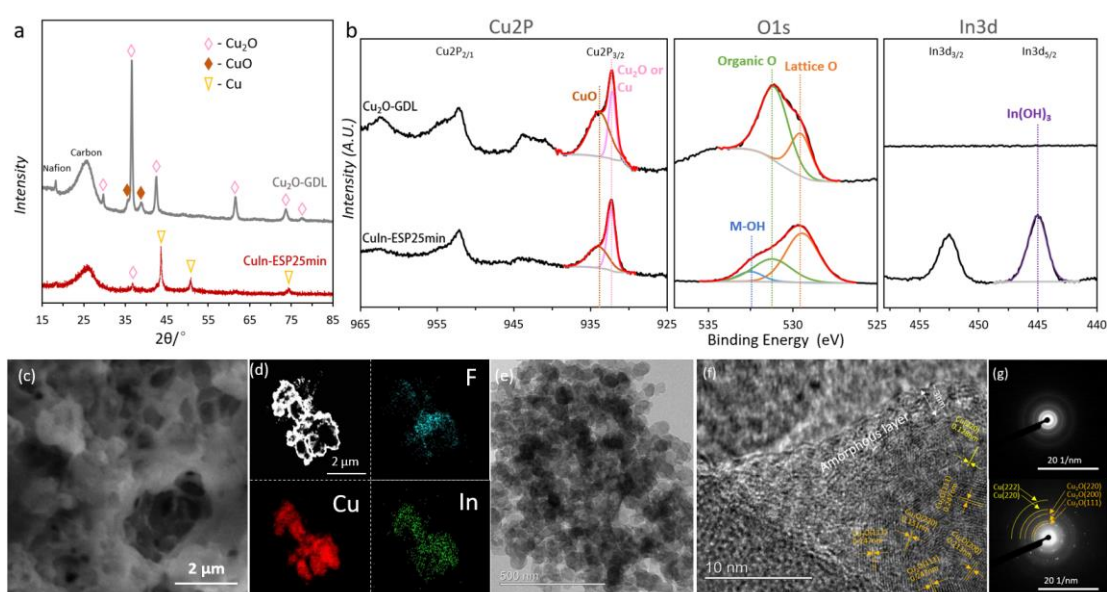 a
Intensity
◇ - Cu₂O
◆ - CuO
▽ - Cu
Nafion
Carbon
Cu₂O-GDL
CuIn-ESP25min
15 25 35 45 55 65 75 85
2θ/°
b
Cu2P
O1s
In3d
Intensity (A.U.)
Cu2P₂/₁
Cu2P₃/₂
Cu₂O or
Cu
CuO
Cu₂O-GDL
CuIn-ESP25min
965 955 945 935 925
Organic O
Lattice O
M-OH
535 530 525
Binding Energy (eV)
In3d₃/₂
In3d₅/₂
In(OH)₃
455 450 445 440
(c)
2 μm
(d)
F
2 μm
Cu
In
(e)
500 nm
(f)
Amorphous layer
10 nm
(g)
20 1/nm
Cu(222)
Cu(220)
Cu₂O(220)
Cu₂O(200)
Cu₂O(111)
20 1/nm